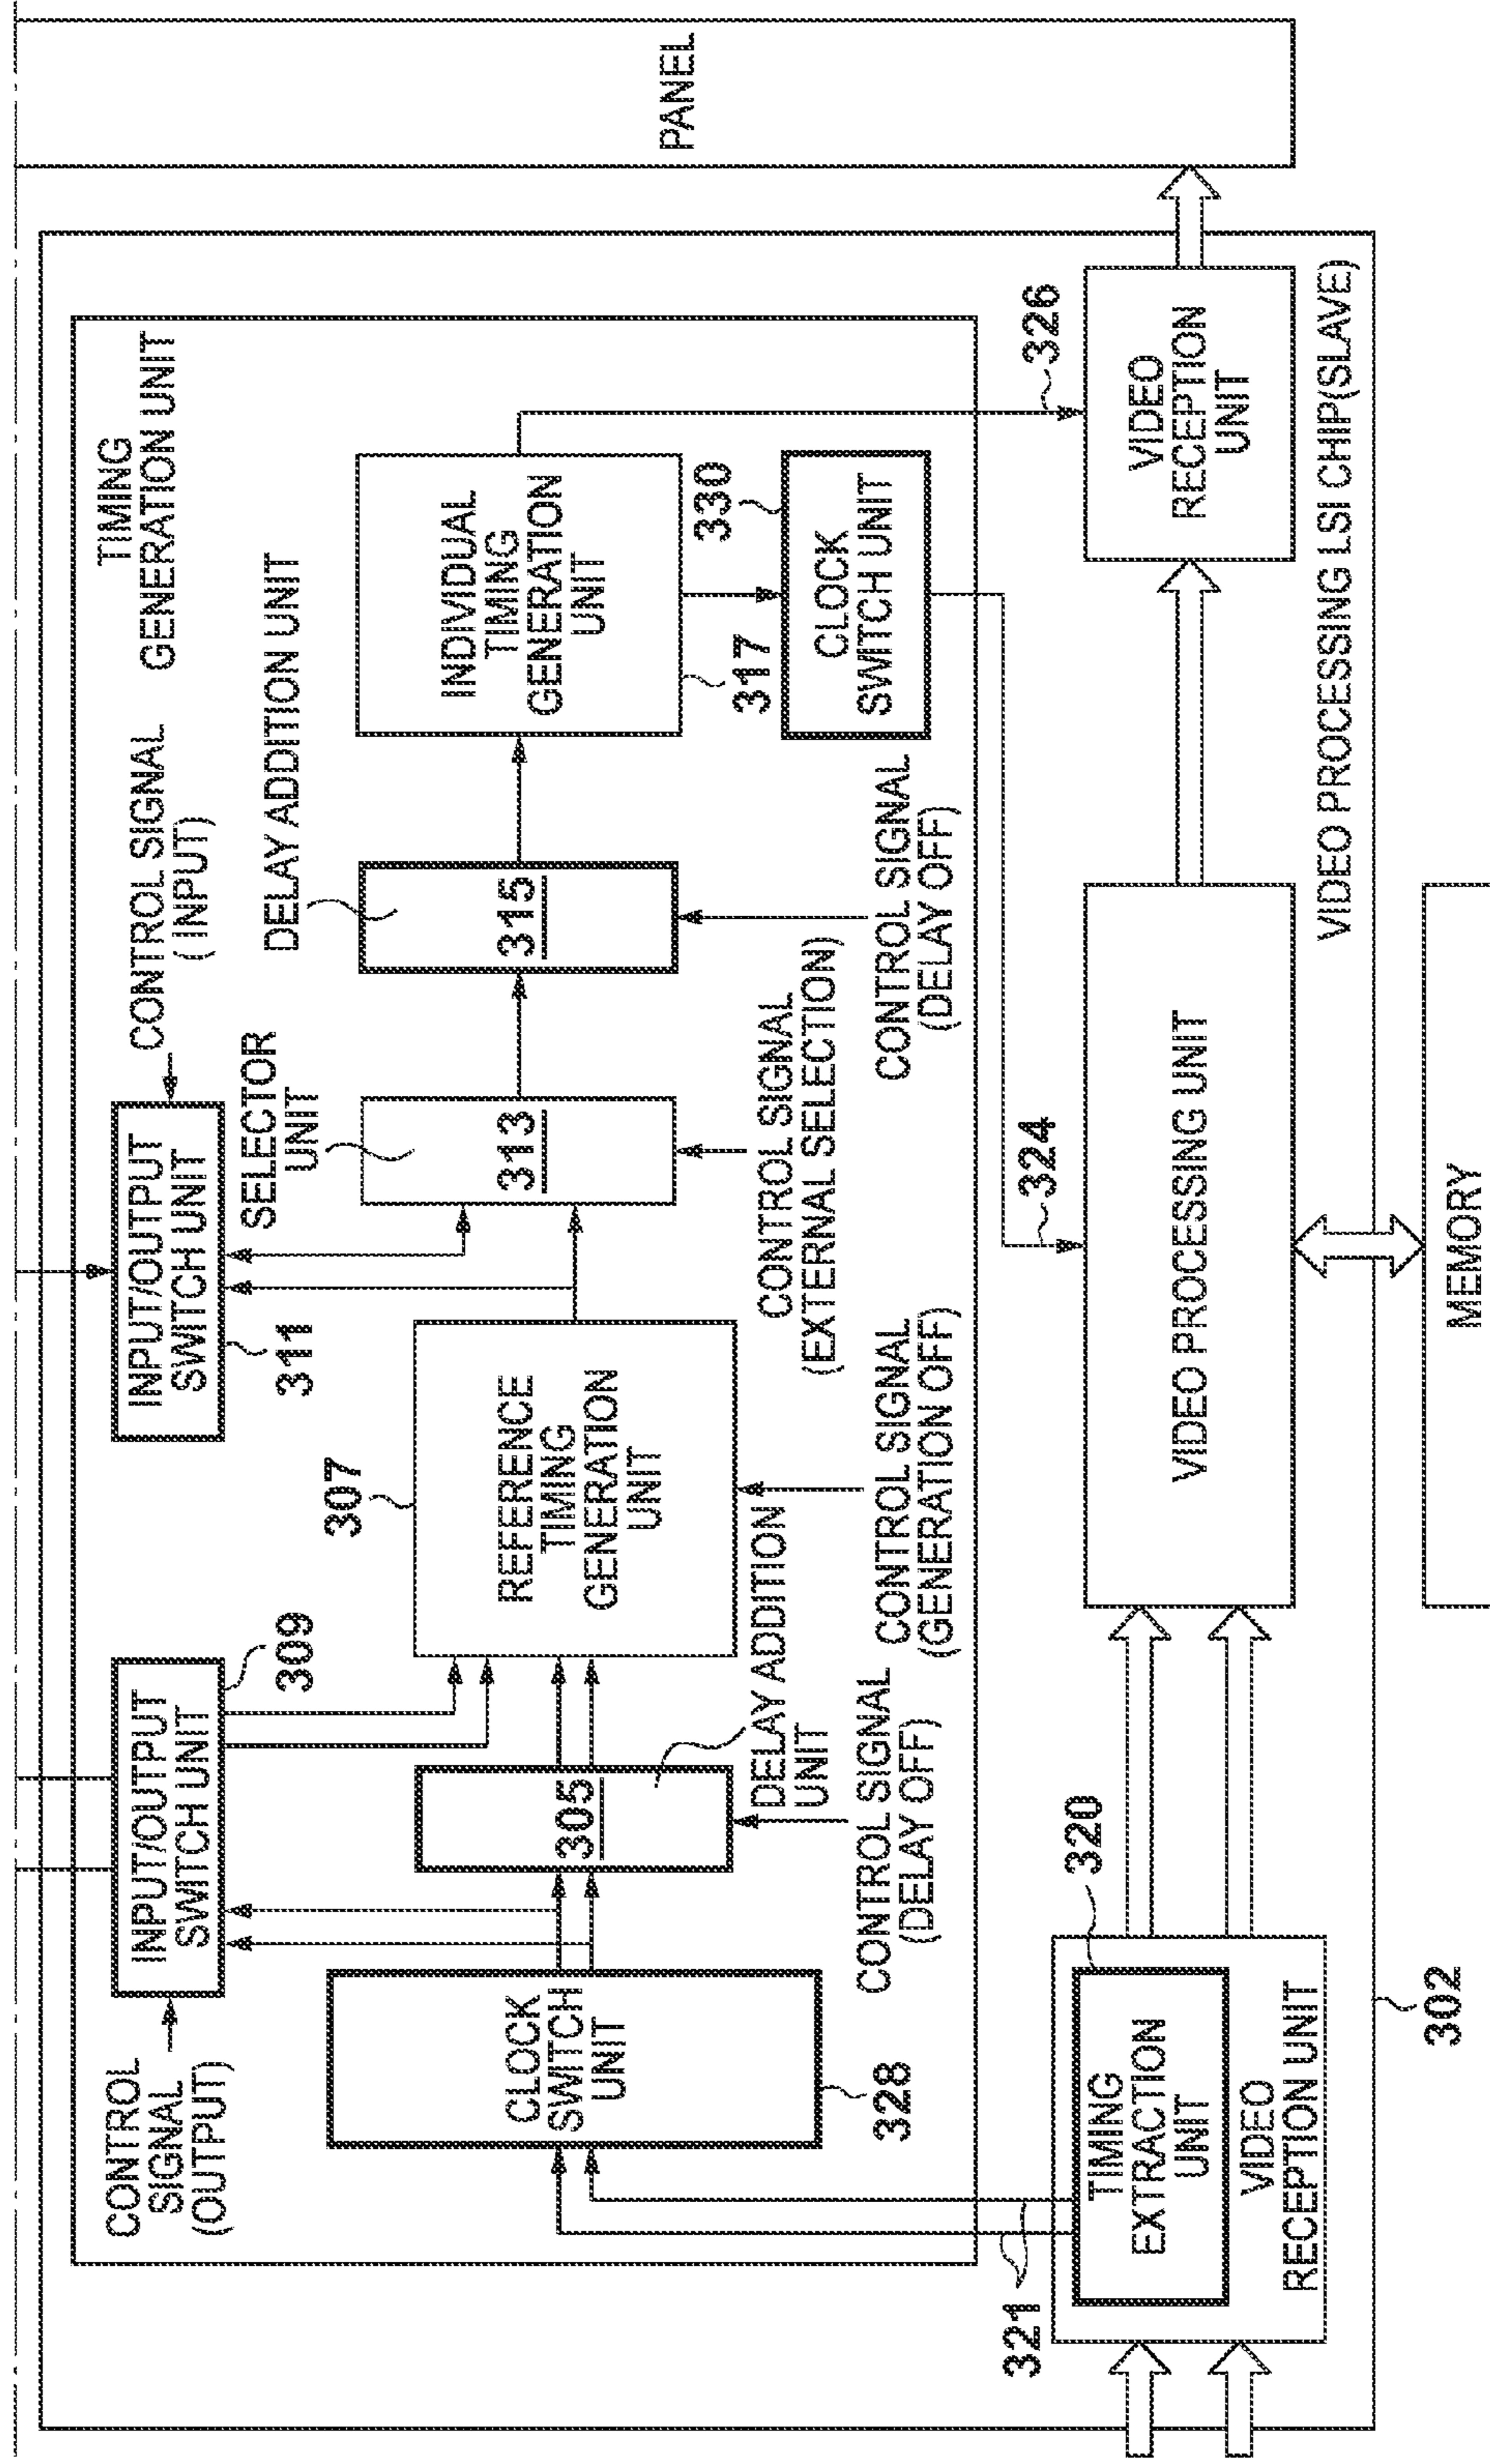 TIMING
GENERATION UNIT
CONTROL
SIGNAL
(OUTPUT)
INPUT/OUTPUT
SWITCH UNIT
309
INPUT/OUTPUT
SWITCH UNIT
311
CONTROL SIGNAL
(INPUT)
SELECTOR
UNIT
DELAY ADDITION UNIT
CLOCK
SWITCH
UNIT
328
305
DELAY ADDITION
UNIT
CONTROL SIGNAL
(DELAY OFF)
307
REFERENCE
TIMING
GENERATION
UNIT
CONTROL SIGNAL
(GENERATION OFF)
313
CONTROL SIGNAL
(EXTERNAL SELECTION)
315
CONTROL SIGNAL
(DELAY OFF)
INDIVIDUAL
TIMING
GENERATION
UNIT
317
330
CLOCK
SWITCH UNIT
321
320
TIMING
EXTRACTION
UNIT
VIDEO
RECEPTION UNIT
324
VIDEO PROCESSING UNIT
326
VIDEO
RECEPTION
UNIT
PANEL
VIDEO PROCESSING LSI CHIP(SLAVE)
302
MEMORY